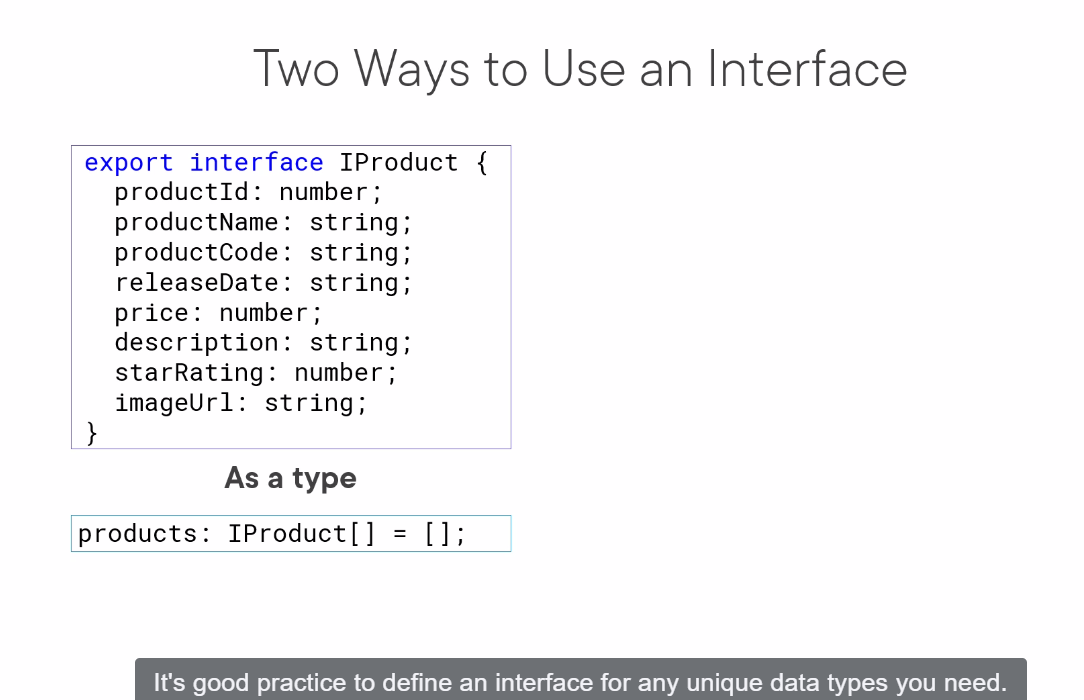 Two Ways to Use an Interface
export interface IProduct {
productId: number;
productName: string;
productCode: string;
releaseDate: string;
price: number;
description: string;
starRating: number;
imageUrl: string;
}
As a type
products: IProduct[] = [];
It's good practice to define an interface for any unique data types you need.